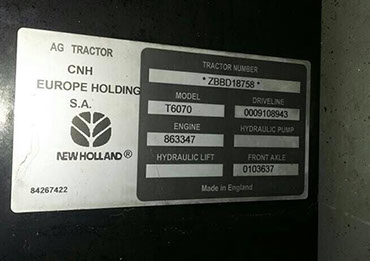 AG TRACTOR
CNH
EUROPE HOLDING
S.A.
NEW HOLLAND®
84267422
TRACTOR NUMBER
*ZBBD18758*
MODEL DRIVELINE
T6070 0009108943
ENGINE HYDRAULIC PUMP
863347
HYDRAULIC LIFT FRONT AXLE
0103637
Made in England